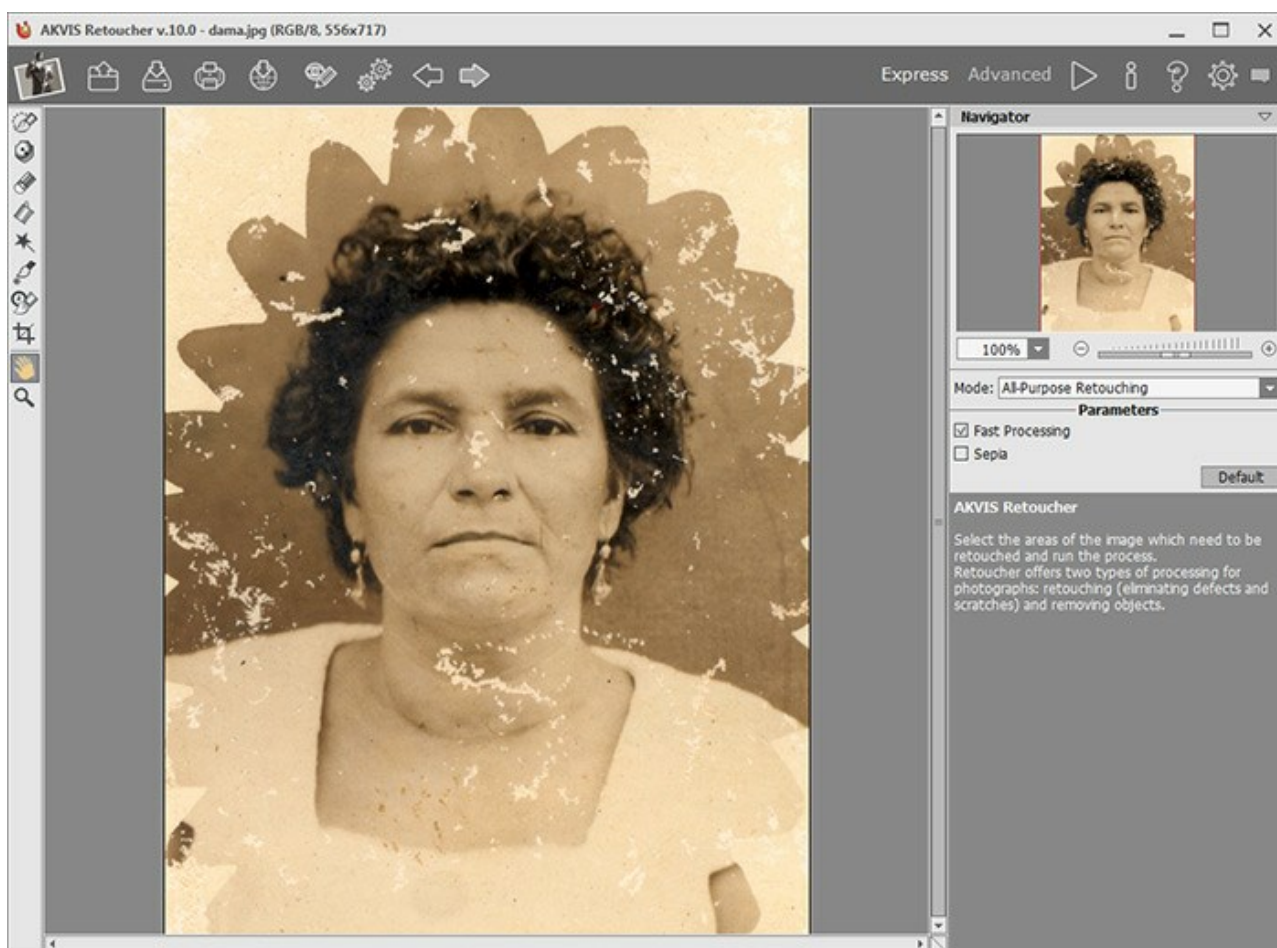 AKVIS Retoucher v.10.0 - dama.jpg (RGB/8, 556x717)
Express Advanced
Navigator
100%
Mode: All-Purpose Retouching
Parameters
Fast Processing
Sepia
Default
AKVIS Retoucher
Select the areas of the image which need to be
retouched and run the process.
Retoucher offers two types of processing for
photographs: retouching (eliminating defects and
scratches) and removing objects.